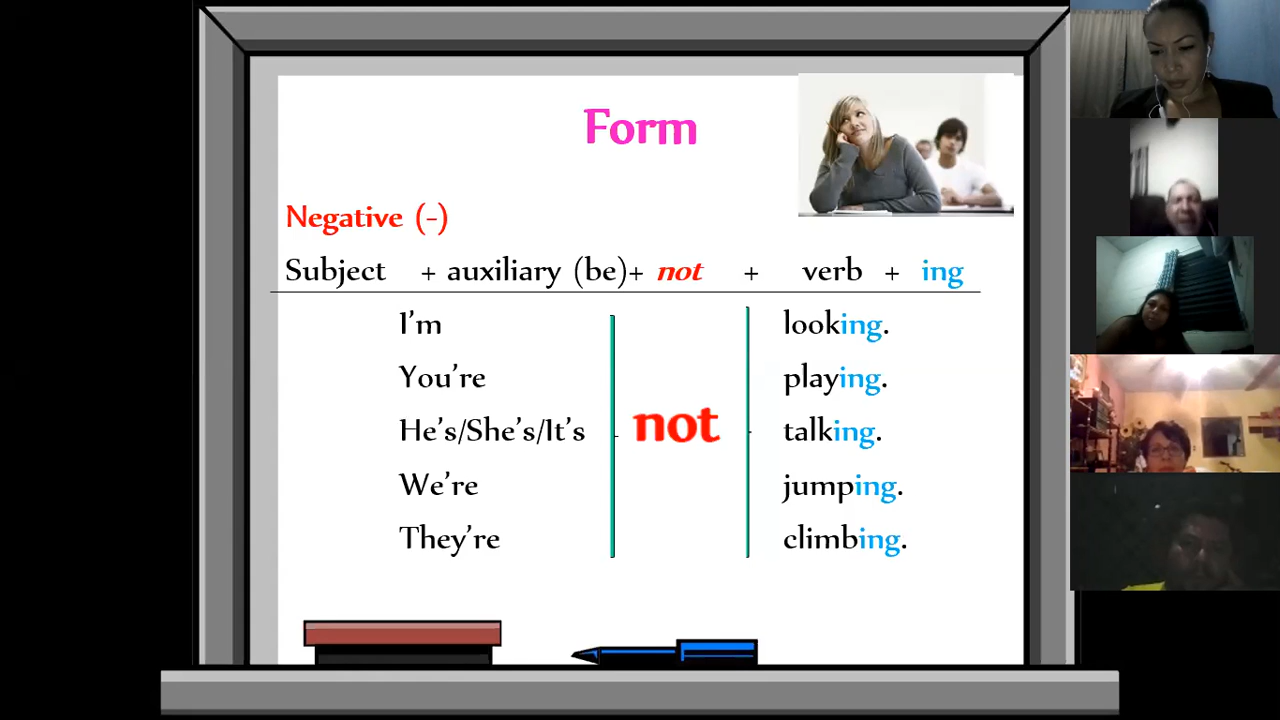 Form
Negative (-)
Subject + auxiliary (be)+ not + verb + ing
I'm looking.
You're playing.
He's/She's/It's not talking.
We're jumping.
They're climbing.